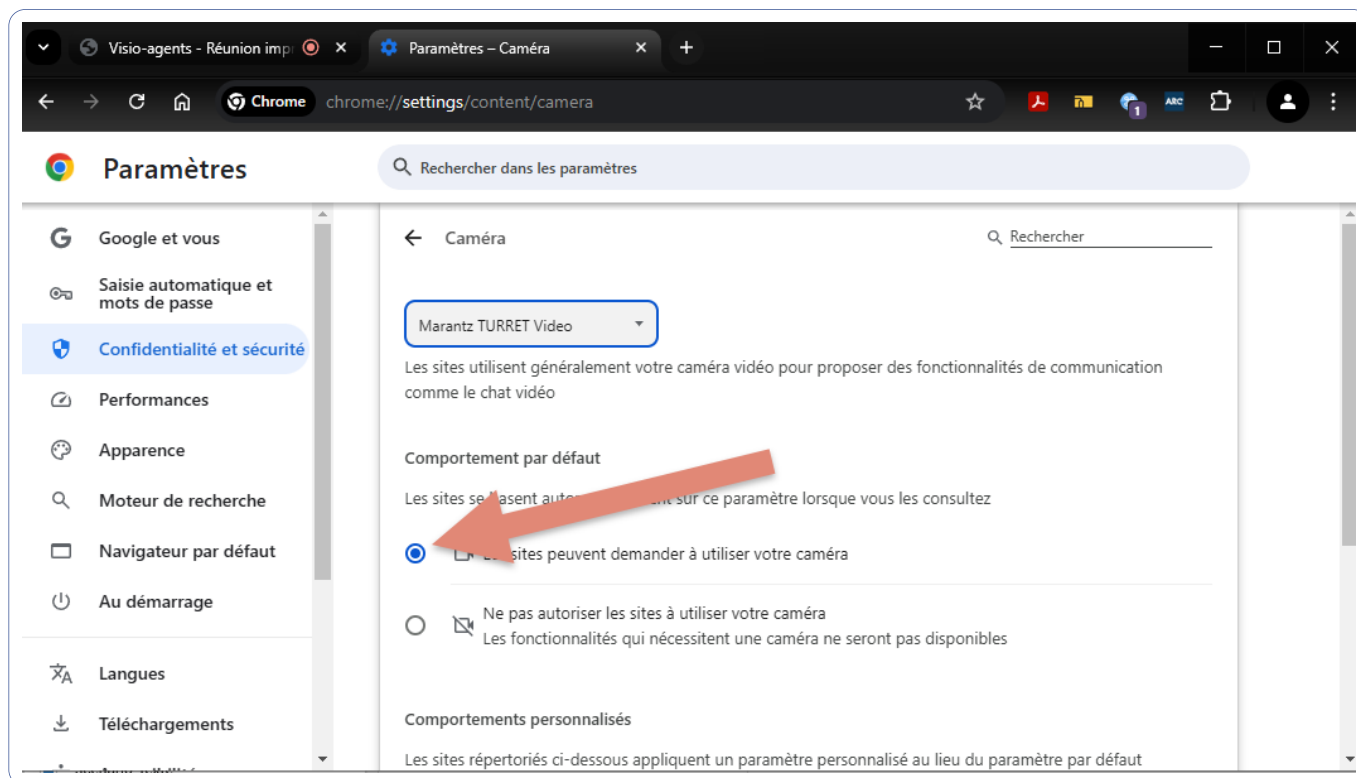 Visio-agents - Réunion impr
Paramètres – Caméra
Chrome
chrome://settings/content/camera
1
ARC
Paramètres
Rechercher dans les paramètres
Google et vous
Saisie automatique et
mots de passe
Confidentialité et sécurité
Performances
Apparence
Moteur de recherche
Navigateur par défaut
Au démarrage
Langues
Téléchargements
Caméra
Rechercher
Marantz TURRET Video
Les sites utilisent généralement votre caméra vidéo pour proposer des fonctionnalités de communication
comme le chat vidéo
Comportement par défaut
Les sites se sur ce paramètre lorsque vous les consultez
sites peuvent demander à utiliser votre caméra
Ne pas autoriser les sites à utiliser votre caméra
Les fonctionnalités qui nécessitent une caméra ne seront pas disponibles
Comportements personnalisés
Les sites répertoriés ci-dessous appliquent un paramètre personnalisé au lieu du paramètre par défaut